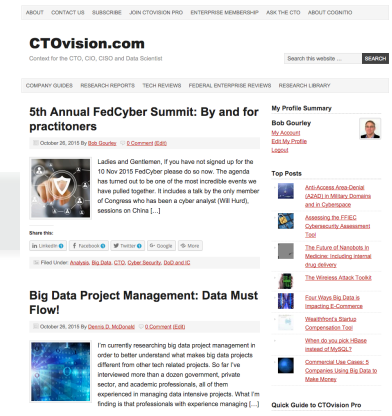 ABOUT CONTACT US SUBSCRIBE JOIN CTOVISION PRO ENTERPRISE MEMBERSHIP ASK THE CTO ABOUT COGNITIO
CTOvision.com
Context for the CTO, CIO, CISO and Data Scientist
Search this website ... SEARCH
COMPANY GUIDES RESEARCH REPORTS TECH REVIEWS FEDERAL ENTERPRISE REVIEWS RESEARCH LIBRARY
5th Annual FedCyber Summit: By and for
practitoners
October 26, 2015 By Bob Gourley 0 Comment (Edit)
Ladies and Gentlemen, If you have not signed up for the
10 Nov 2015 FedCyber please do so now. The agenda
has turned out to be one of the most incredible events we
have pulled together. It includes a talk by the only member
of Congress who has been a cyber analyst (Will Hurd),
sessions on China [...]
Share this:
LinkedIn Facebook Twitter Google More
Filed Under: Analysis, Big Data, CTO, Cyber Security, DoD and IC
Big Data Project Management: Data Must
Flow!
October 26, 2015 By Dennis D. McDonald 0 Comment (Edit)
I'm currently researching big data project management in
order to better understand what makes big data projects
different from other tech related projects. So far I've
interviewed more than a dozen government, private
sector, and academic professionals, all of them
experienced in managing data intensive projects. What I'm
finding is that professionals with experience managing [...]
My Profile Summary
Bob Gourley
My Account
Edit My Profile
Logout
Top Posts
Anti-Access Area-Denial
(A2AD) in Military Domains
and in Cyberspace
Assessing the FFIEC
Cybersecurity Assessment
Tool
The Future of Nanobots in
Medicine: Including internal
drug delivery
The Wireless Attack Toolkit
Four Ways Big Data is
Impacting E-Commerce
Wealthfront's Startup
Compensation Tool
When do you pick HBase
instead of MySQL?
Commercial Use Cases: 5
Companies Using Big Data to
Make Money
Quick Guide to CTOvision Pro